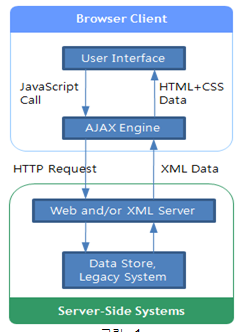 Browser Client
User Interface
JavaScript
Call
HTML+CSS
Data
AJAX Engine
HTTP Request
XML Data
Web and/or XML Server
Data Store,
Legacy System
Server-Side Systems